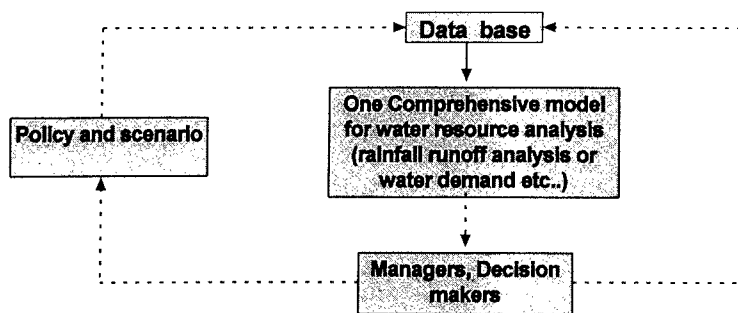 Data base
One Comprehensive model
for water resource analysis
(rainfall runoff analysis or
water demand etc..)
Policy and scenario
Managers, Decision
makers